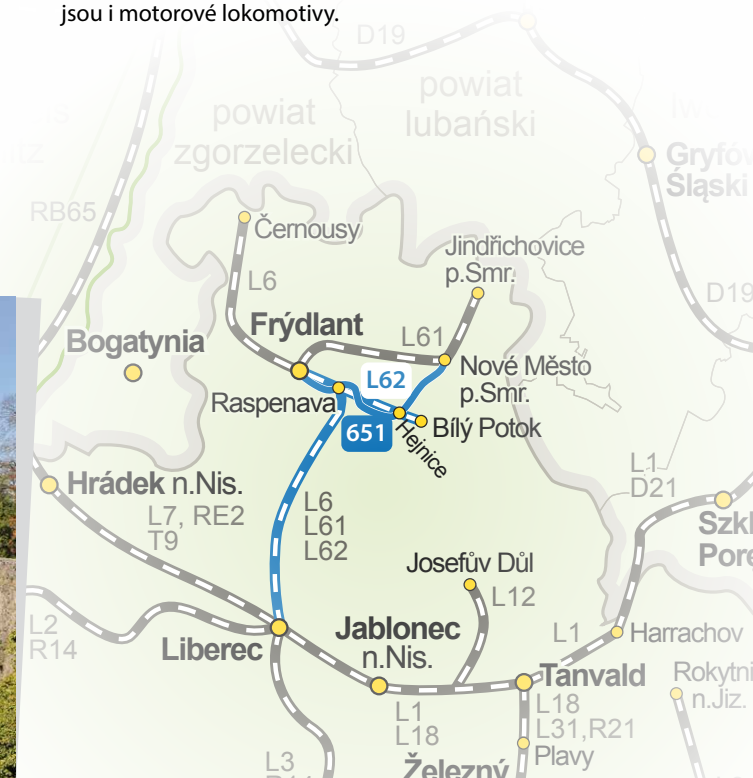 jsou i motorové lokomotivy.
D19
powiat
zgorzelecki
powiat
lubański
Śląski
RB65
Černousy
Jindřichovice
p.Smr.
L6
D19
Frýdlant
L61
Bogatynia
L62
Nové Město
p.Smr.
Raspenava
651
Hejnice
Bílý Potok
Hrádek n.Nis.
L7, RE2
T9
L6
L61
L62
L1
D21
Josefův Důl
L12
L2
R14
Liberec
Jablonec
n.Nis.
L1
Harrachov
Tanvald
L18
L31,R21
n.Jiz.
L1
L18
Plavy
L3
Železný